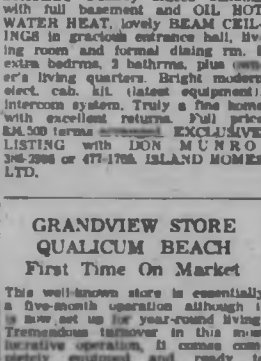 with full basement and OIL HOT
WATER HEAT, lovely BEAM CEIL-
INGS in gracious entrance hall, liv-
ing room and formal dining rm. 
extra bedrms, 2 bathrms, plus own-
er's living quarters. Bright modern
elect. cab. kit. (latest equipment),
intercom system. Truly a fine home
with excellent returns. Full price
terms EXCLUSIVE
LISTING with DON MUNRO
or ISLAND HOMES
LTD.
GRANDVIEW STORE
QUALICUM BEACH
First Time On Market
This well-known store is essentially
a five-month operation although it
is now set up for year-round living.
Tremendous turnover in this most
lucrative operation, It comes com-
pletely equipped and ready to